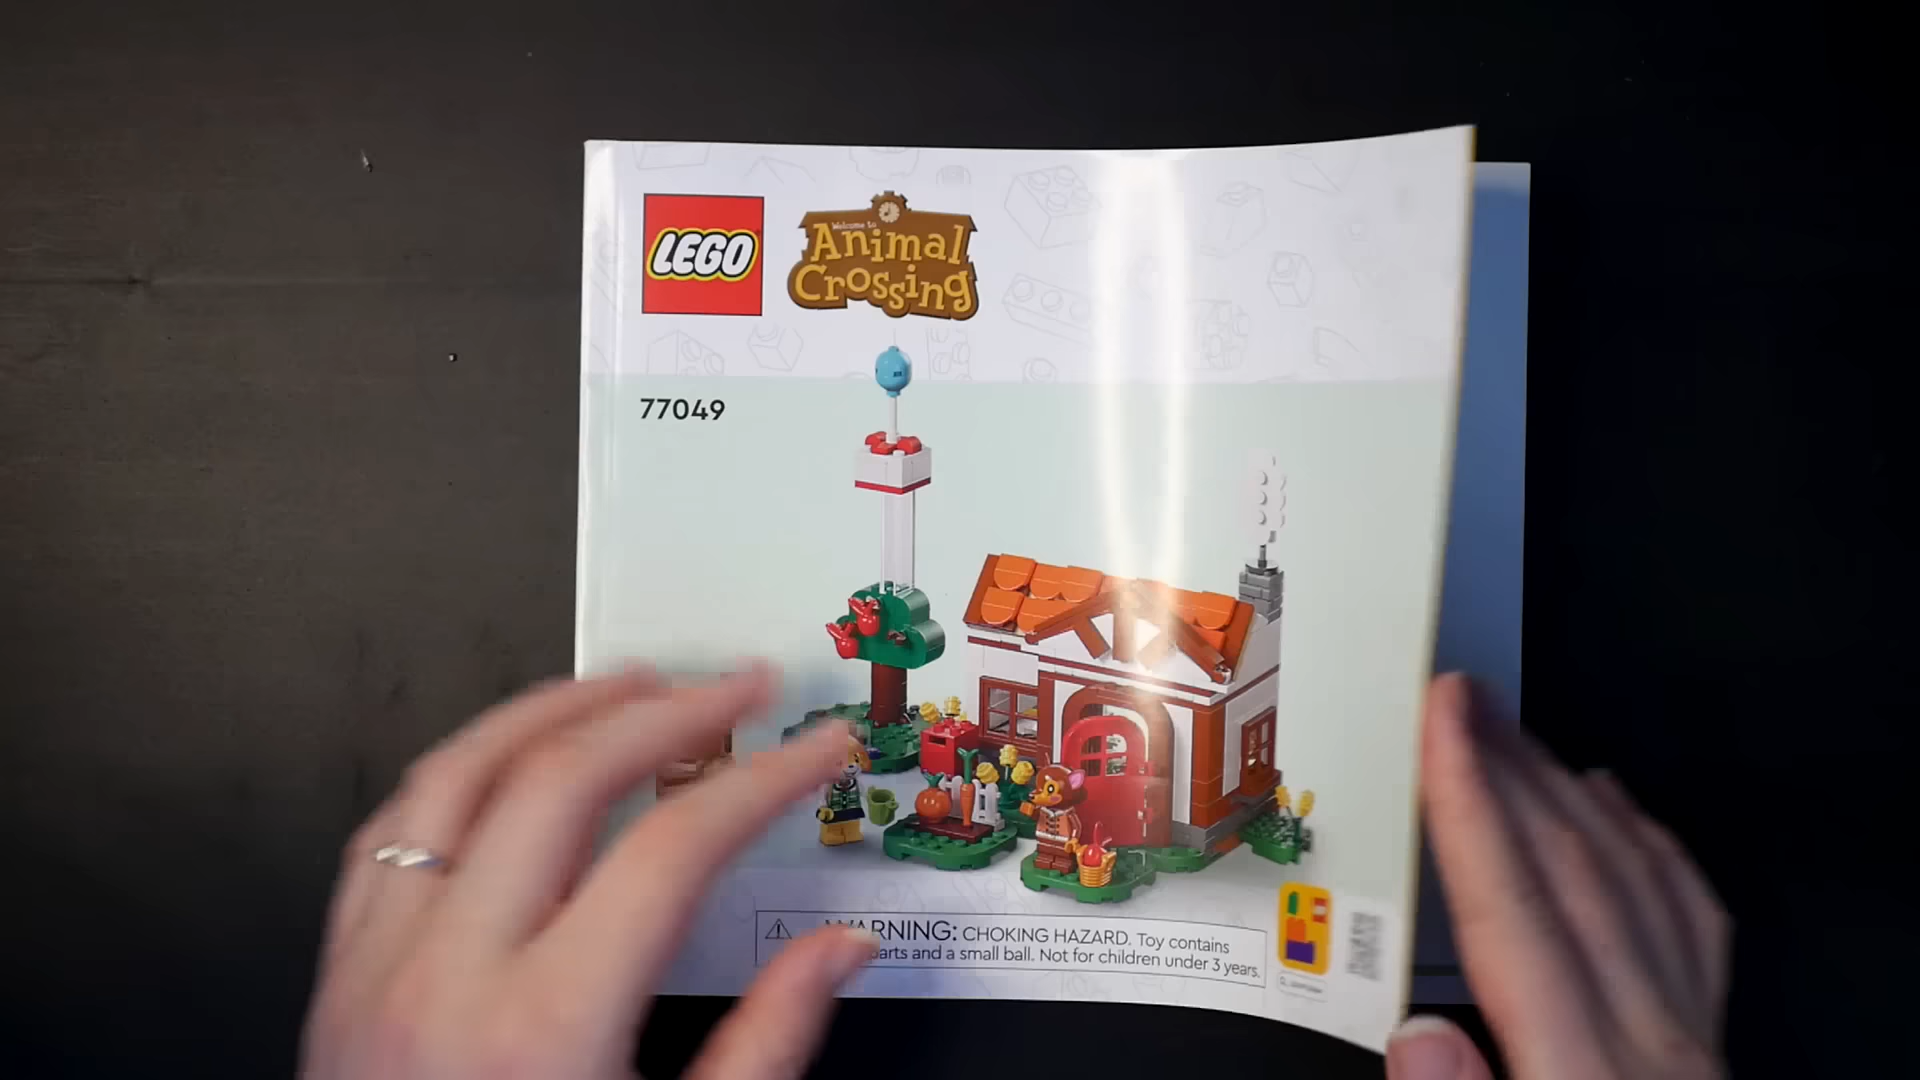 LEGO
Welcome to
Animal
Crossing
77049
WARNING: CHOKING HAZARD. Toy contains
parts and a small ball. Not for children under 3 years.